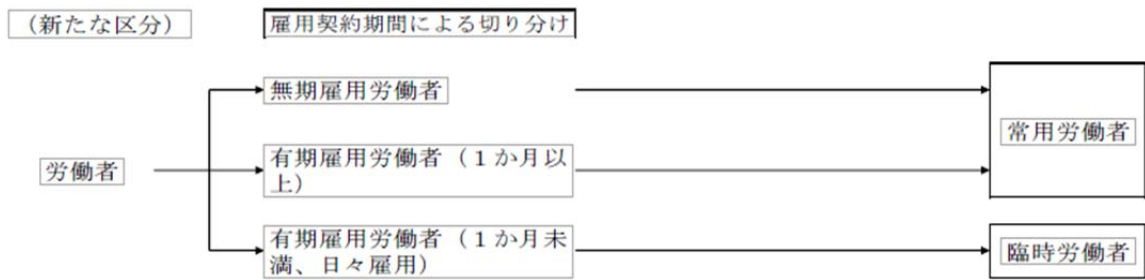 （新たな区分）
雇用契約期間による切り分け
無期雇用労働者
常用労働者
労働者
有期雇用労働者（１か月以
上）
有期雇用労働者（１か月未
満、日々雇用）
臨時労働者